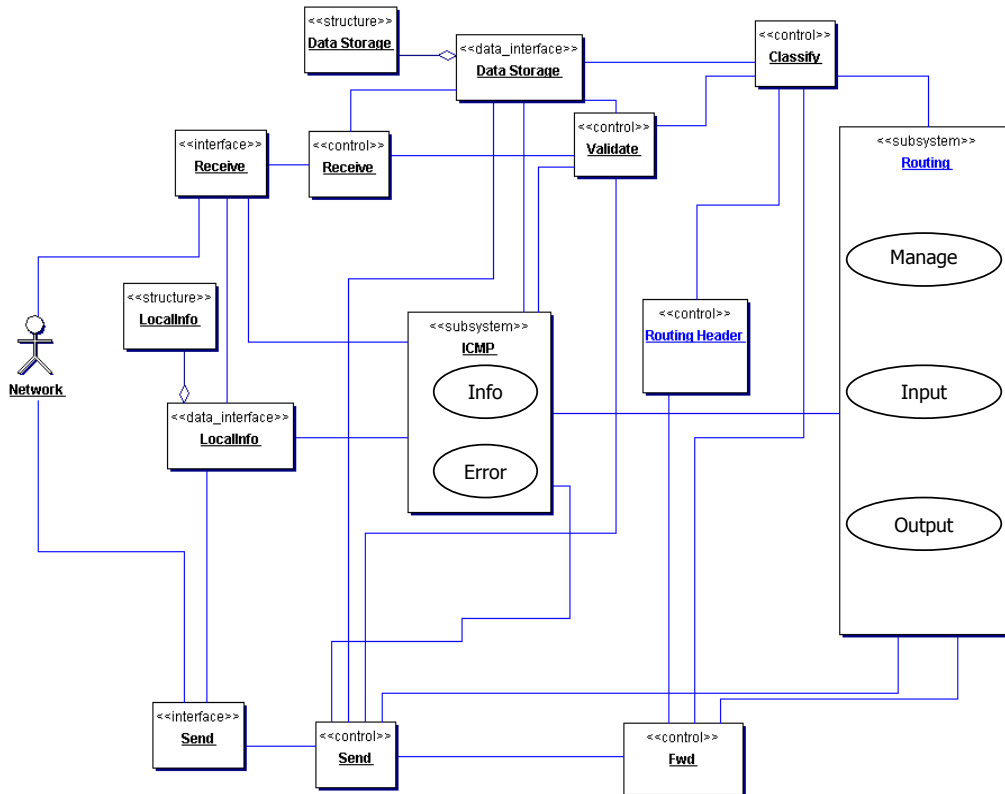 <<structure>>
Data Storage
<<data_interface>>
Data Storage
<<control>>
Classify
<<interface>>
Receive
<<control>>
Receive
<<control>>
Validate
<<subsystem>>
Routing
Manage
Input
Output
<<structure>>
LocalInfo
Network
<<subsystem>>
ICMP
Info
Error
<<control>>
Routing Header
<<data_interface>>
LocalInfo
<<interface>>
Send
<<control>>
Send
<<control>>
Fwd